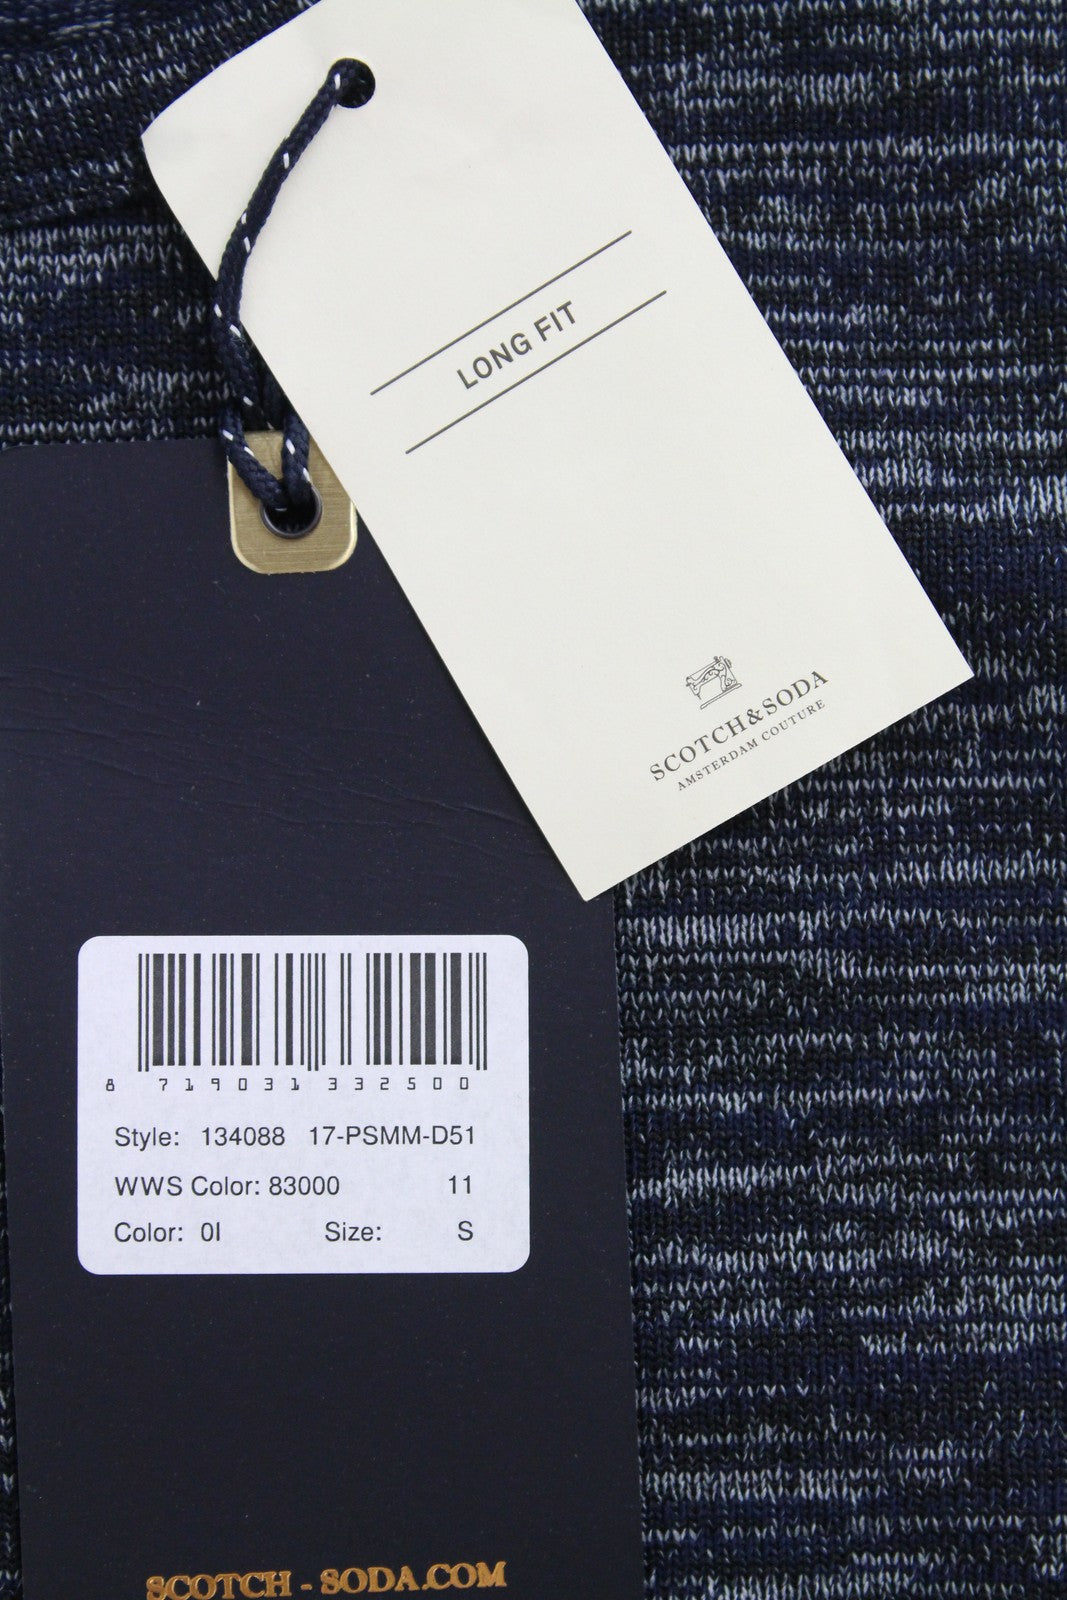 LONG FIT
SCOTCH&SODA
AMSTERDAM COUTURE
8 719031 332500
Style: 134088 17-PSMM-D51
WWS Color: 83000 11
Color: 0I Size: S
SCOTCH - SODA.COM